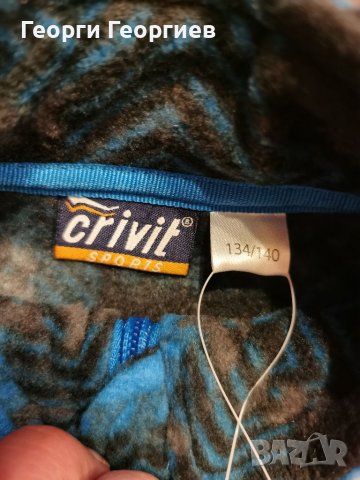 Георги Георгиев
crivit®
SPORTS
134/140
BAZAR